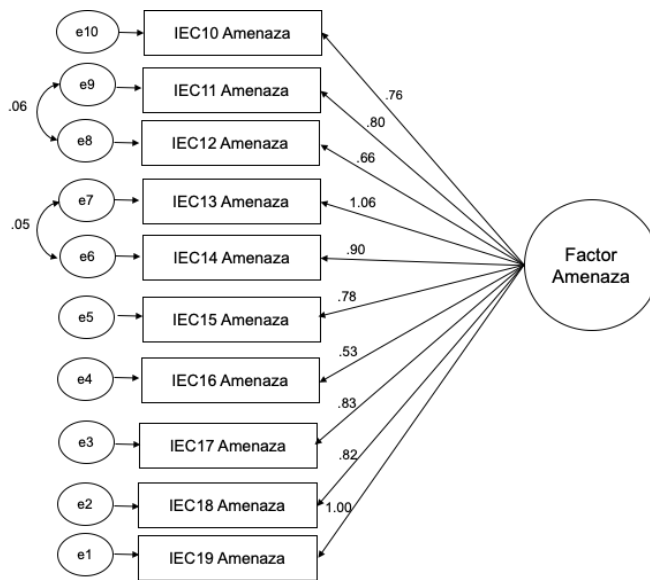 e10
IEC10 Amenaza
.76
e9
IEC11 Amenaza
.80
.06
e8
IEC12 Amenaza
.66
e7
IEC13 Amenaza
1.06
.05
e6
IEC14 Amenaza
.90
Factor
Amenaza
e5
IEC15 Amenaza
.78
e4
IEC16 Amenaza
.53
e3
IEC17 Amenaza
.83
e2
IEC18 Amenaza
.82
e1
IEC19 Amenaza
1.00